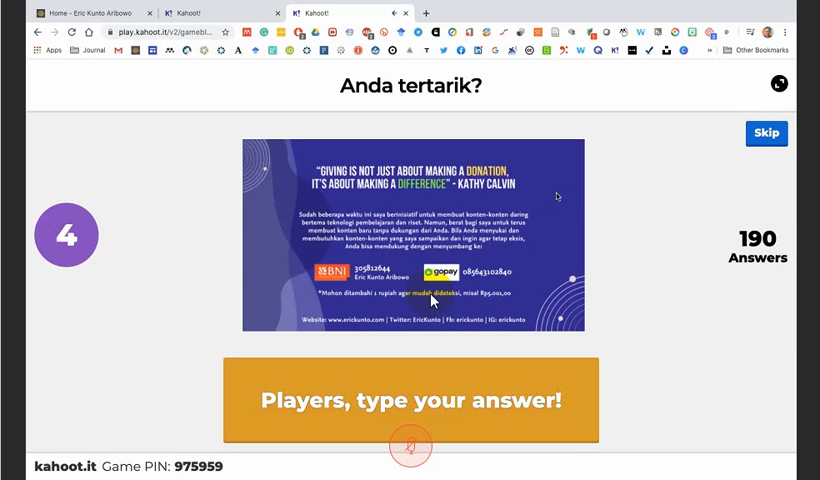 Home - Eric Kunto Aribowo
Kahoot!
Kahoot!
play.kahoot.it/v2/gamebl...
Apps
Journal
Other Bookmarks
Anda tertarik?
Skip
"GIVING IS NOT JUST ABOUT MAKING A DONATION,
IT'S ABOUT MAKING A DIFFERENCE" - KATHY CALVIN
4
Sudah beberapa waktu ini saya berinisiatif untuk membuat konten-konten daring
bertema teknologi pembelajaran dan riset. Namun, berat bagi saya untuk terus
membuat konten baru tanpa dukungan dari Anda. Bila Anda menyukai dan
membutuhkan konten-konten yang saya sampaikan dan ingin agar tetap eksis,
Anda bisa mendukung dengan menyumbang ke:
190
Answers
BNI
305812644
Eric Kunto Aribowo
gopay
085643102840
*Mohon ditambahi 1 rupiah agar mudah dideteksi, misal Rp5.001,00
Website: www.erickunto.com | Twitter: EricKunto | Fb: erickunto | IG: erickunto
Players, type your answer!
kahoot.it Game PIN: 975959